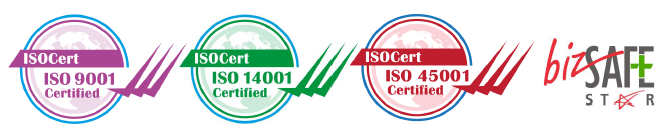 ISOCert
ISO 9001
Certified
ISOCert
ISO 14001
Certified
ISOCert
ISO 45001
Certified
bizSAFE
STAR